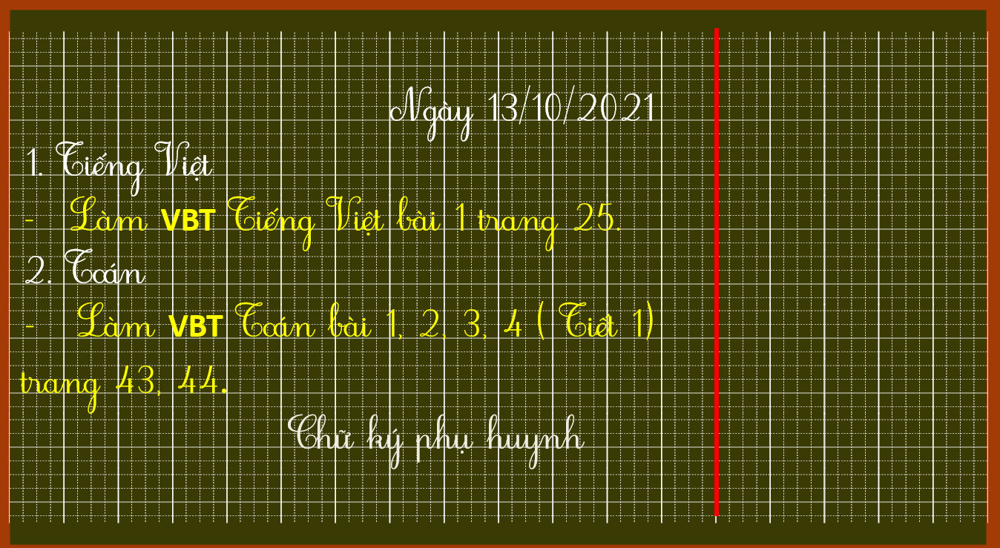 Ngày 13/10/2021
1. Tiếng Việt
- Làm VBT Tiếng Việt bài 1 trang 25.
2. Toán
- Làm VBT Toán bài 1, 2, 3, 4 ( Tiết 1)
trang 43, 44.
Chữ ký phụ huynh